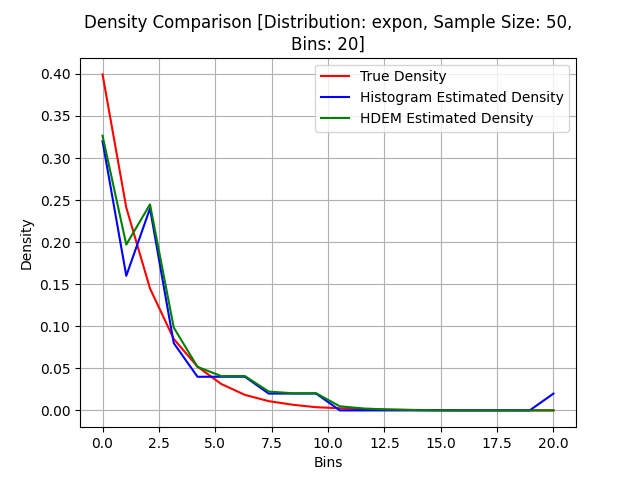 Density Comparison [Distribution: expon, Sample Size: 50,
Bins: 20]
True Density
Histogram Estimated Density
HDEM Estimated Density
Density
0.40
0.35
0.30
0.25
0.20
0.15
0.10
0.05
0.00
0.0 2.5 5.0 7.5 10.0 12.5 15.0 17.5 20.0
Bins